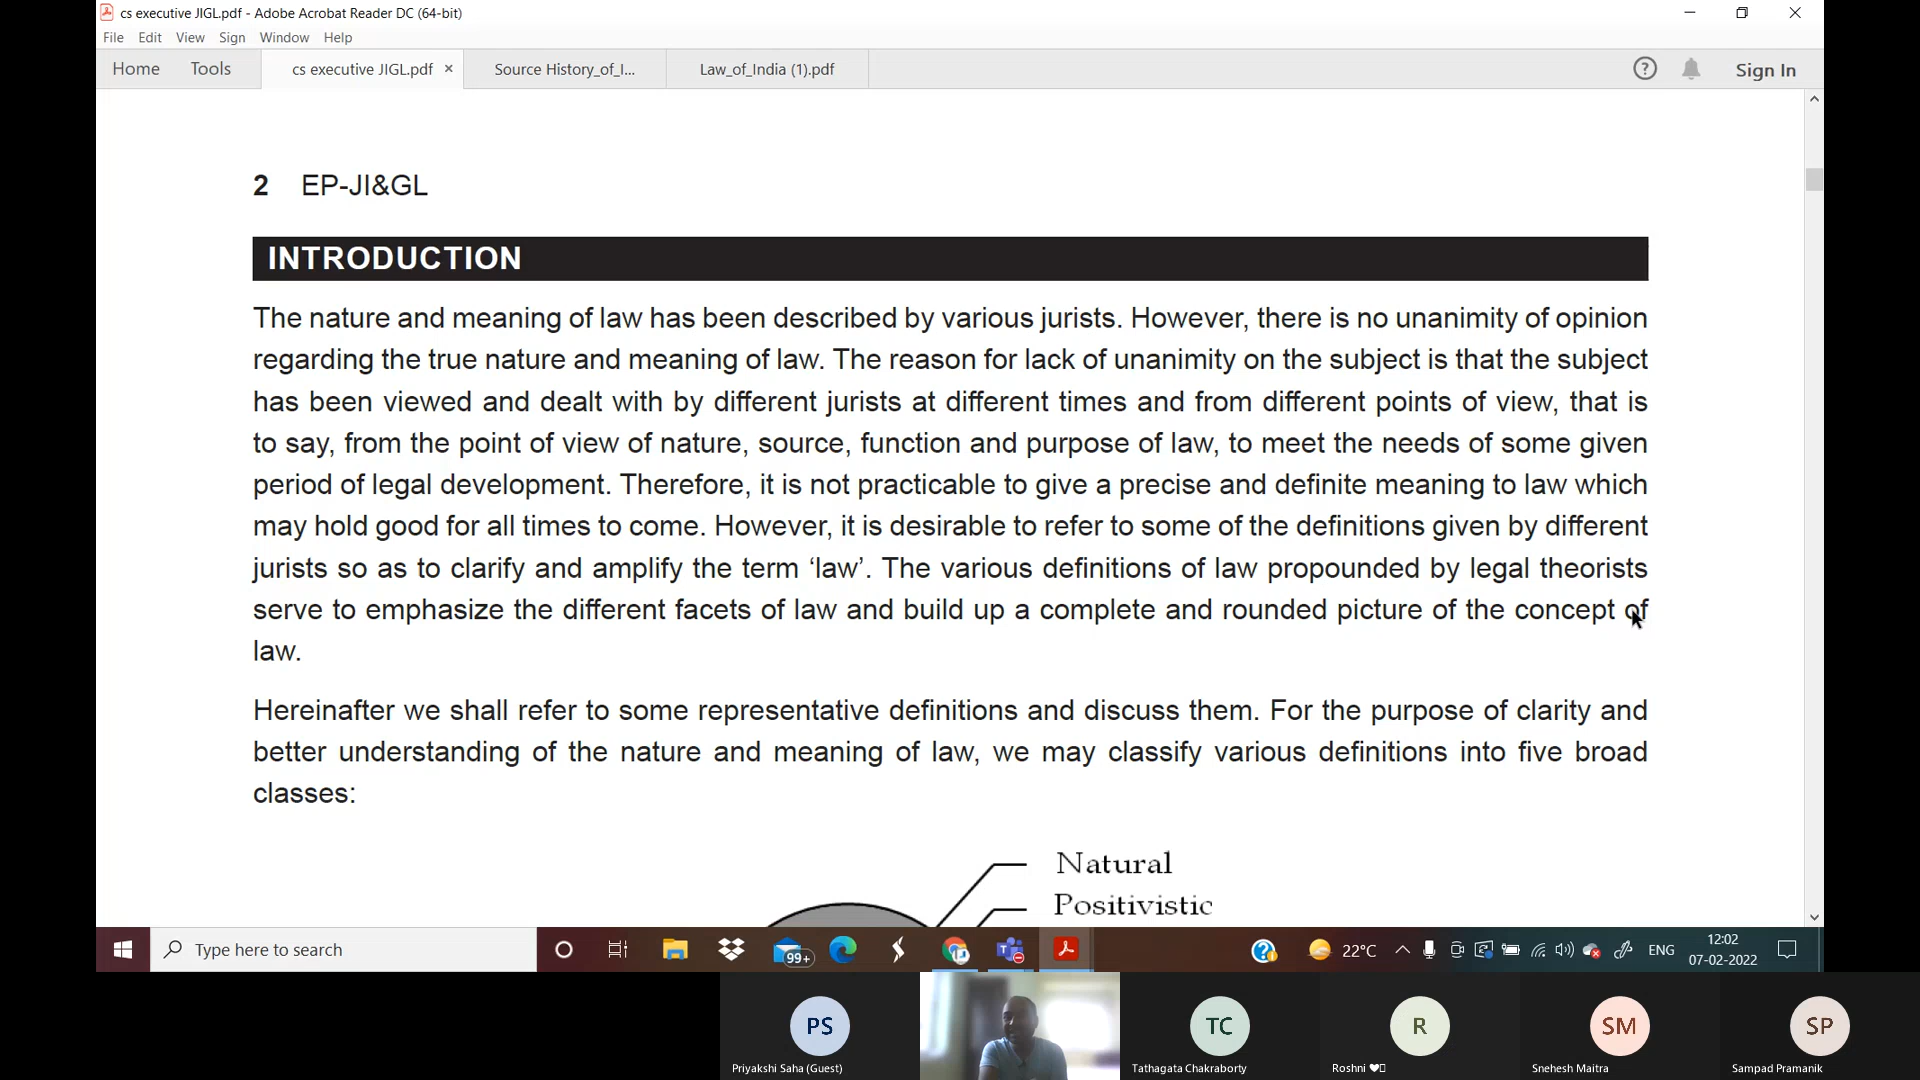 cs executive JIGL.pdf - Adobe Acrobat Reader DC (64-bit)
File Edit View Sign Window Help
Home Tools cs executive JIGL.pdf × Source History_of_I... Law_of_India (1).pdf ? Sign In
2 EP-JI&GL
INTRODUCTION
The nature and meaning of law has been described by various jurists. However, there is no unanimity of opinion
regarding the true nature and meaning of law. The reason for lack of unanimity on the subject is that the subject
has been viewed and dealt with by different jurists at different times and from different points of view, that is
to say, from the point of view of nature, source, function and purpose of law, to meet the needs of some given
period of legal development. Therefore, it is not practicable to give a precise and definite meaning to law which
may hold good for all times to come. However, it is desirable to refer to some of the definitions given by different
jurists so as to clarify and amplify the term ‘law’. The various definitions of law propounded by legal theorists
serve to emphasize the different facets of law and build up a complete and rounded picture of the concept of
law.
Hereinafter we shall refer to some representative definitions and discuss them. For the purpose of clarity and
better understanding of the nature and meaning of law, we may classify various definitions into five broad
classes:
Natural
Positivistic
Type here to search 99+ 22°C ENG 12:02
07-02-2022
PS TC R SM SP
Priyakshi Saha (Guest) Tathagata Chakraborty Roshni ❤ Snehesh Maitra Sampad Pramanik